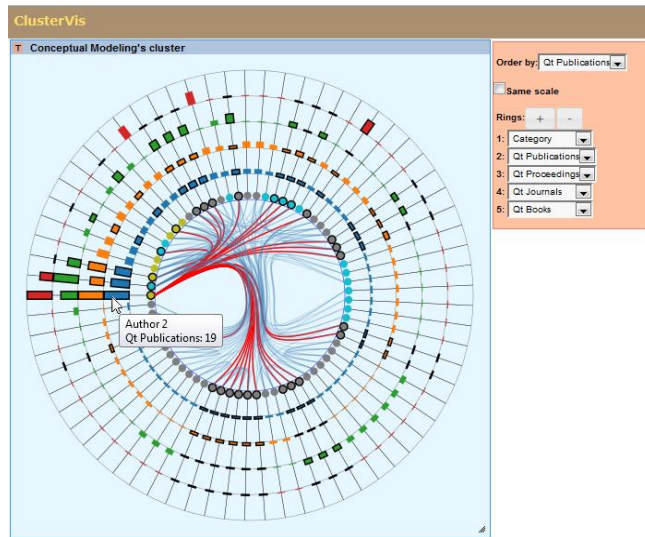 ClusterVis
T Conceptual Modeling's cluster
Order by: Qt Publications
Same scale
Rings: + -
1: Category
2: Qt Publications
3: Qt Proceedings
4: Qt Journals
5: Qt Books
Author 2
Qt Publications: 19